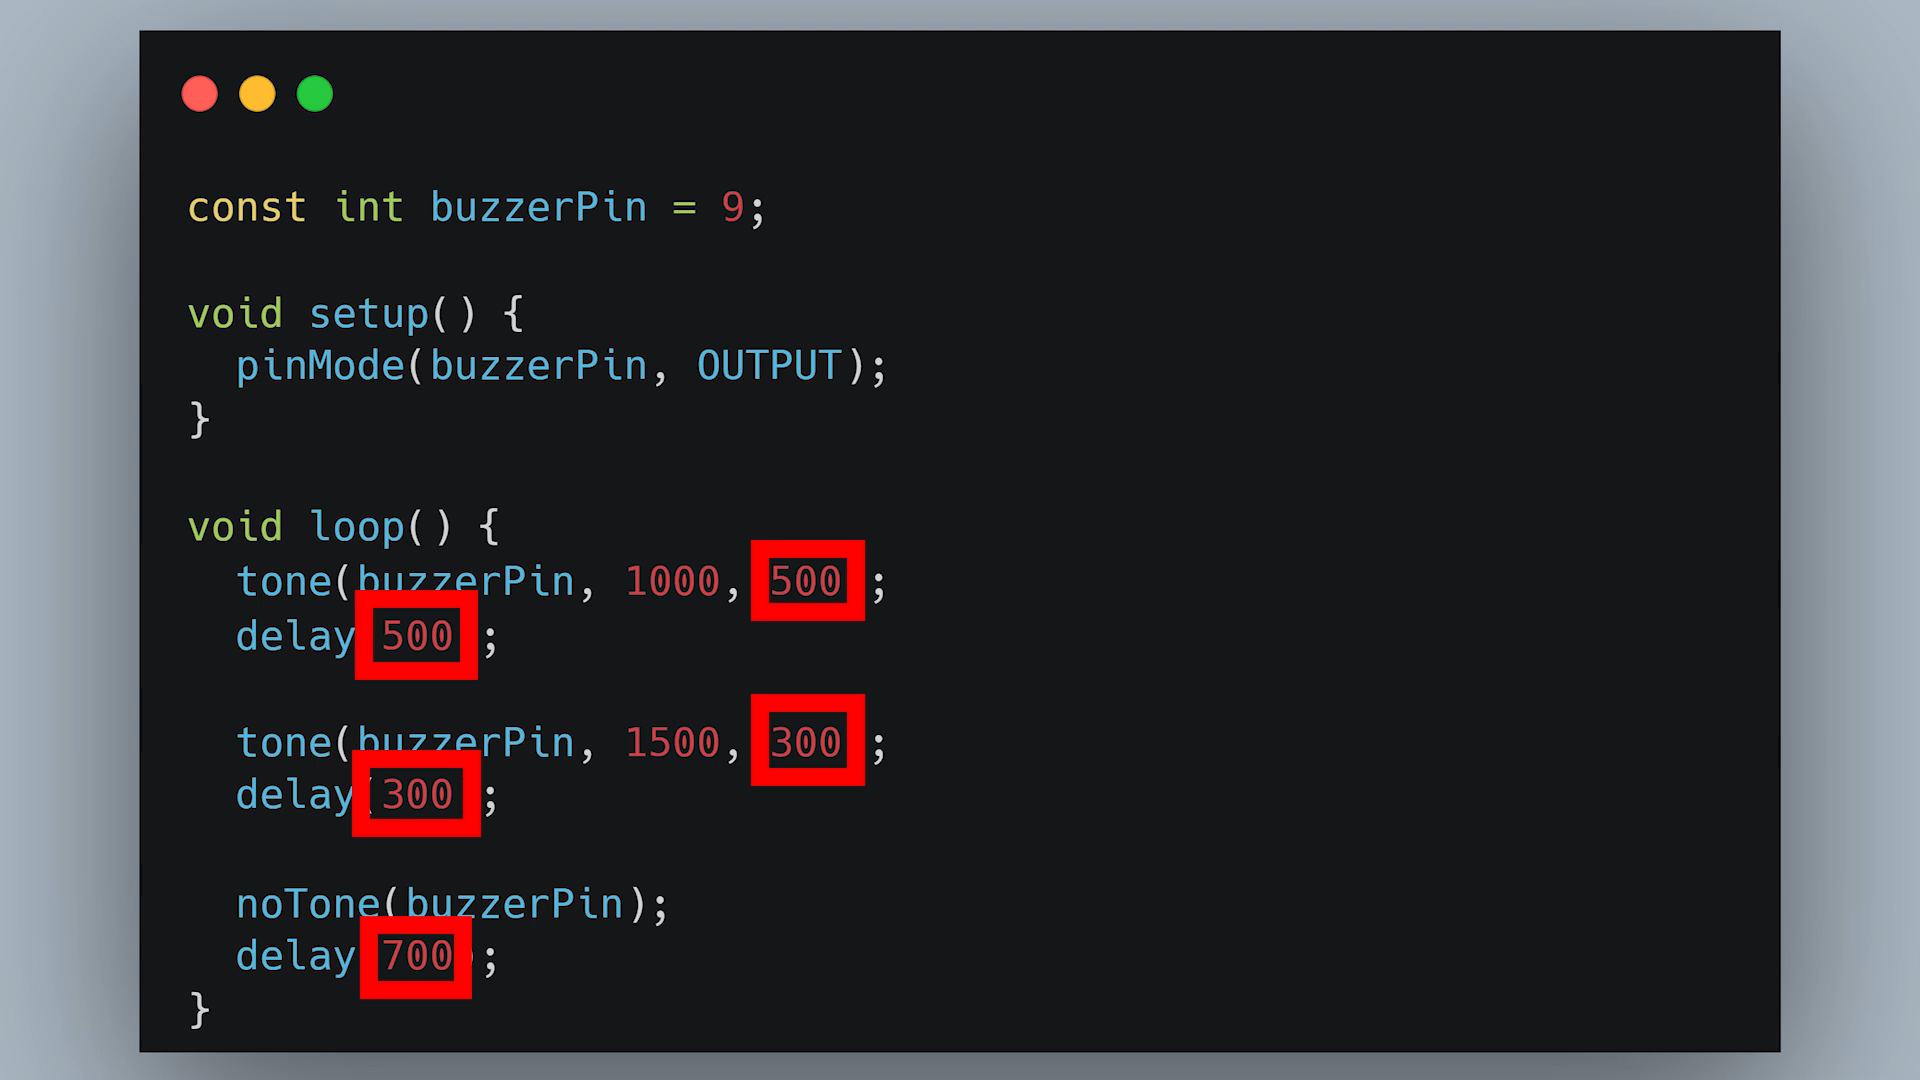 const int buzzerPin = 9;
void setup() {
pinMode(buzzerPin, OUTPUT);
}
void loop() {
tone(buzzerPin, 1000, 500 ;
delay 500 ;
tone(buzzerPin, 1500, 300 ;
delay(300 ;
noTone(buzzerPin);
delay 700);
}